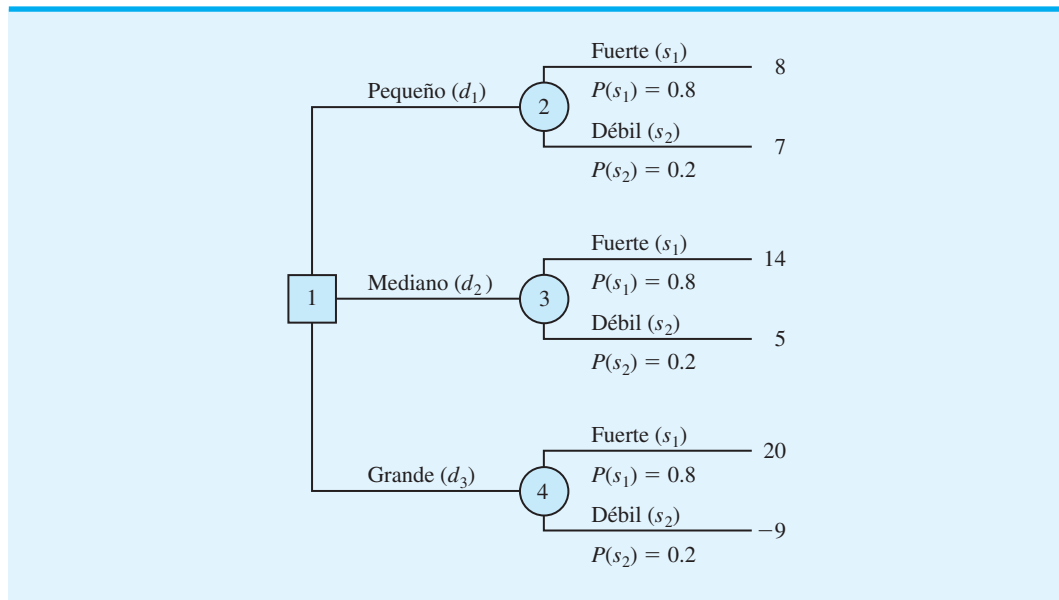 Fuerte (s₁)
8
Pequeño (d₁)
P(s₁) = 0.8
2
Débil (s₂)
7
P(s₂) = 0.2
Fuerte (s₁)
14
Mediano (d₂)
P(s₁) = 0.8
1
3
Débil (s₂)
5
P(s₂) = 0.2
Fuerte (s₁)
20
Grande (d₃)
P(s₁) = 0.8
4
Débil (s₂)
−9
P(s₂) = 0.2